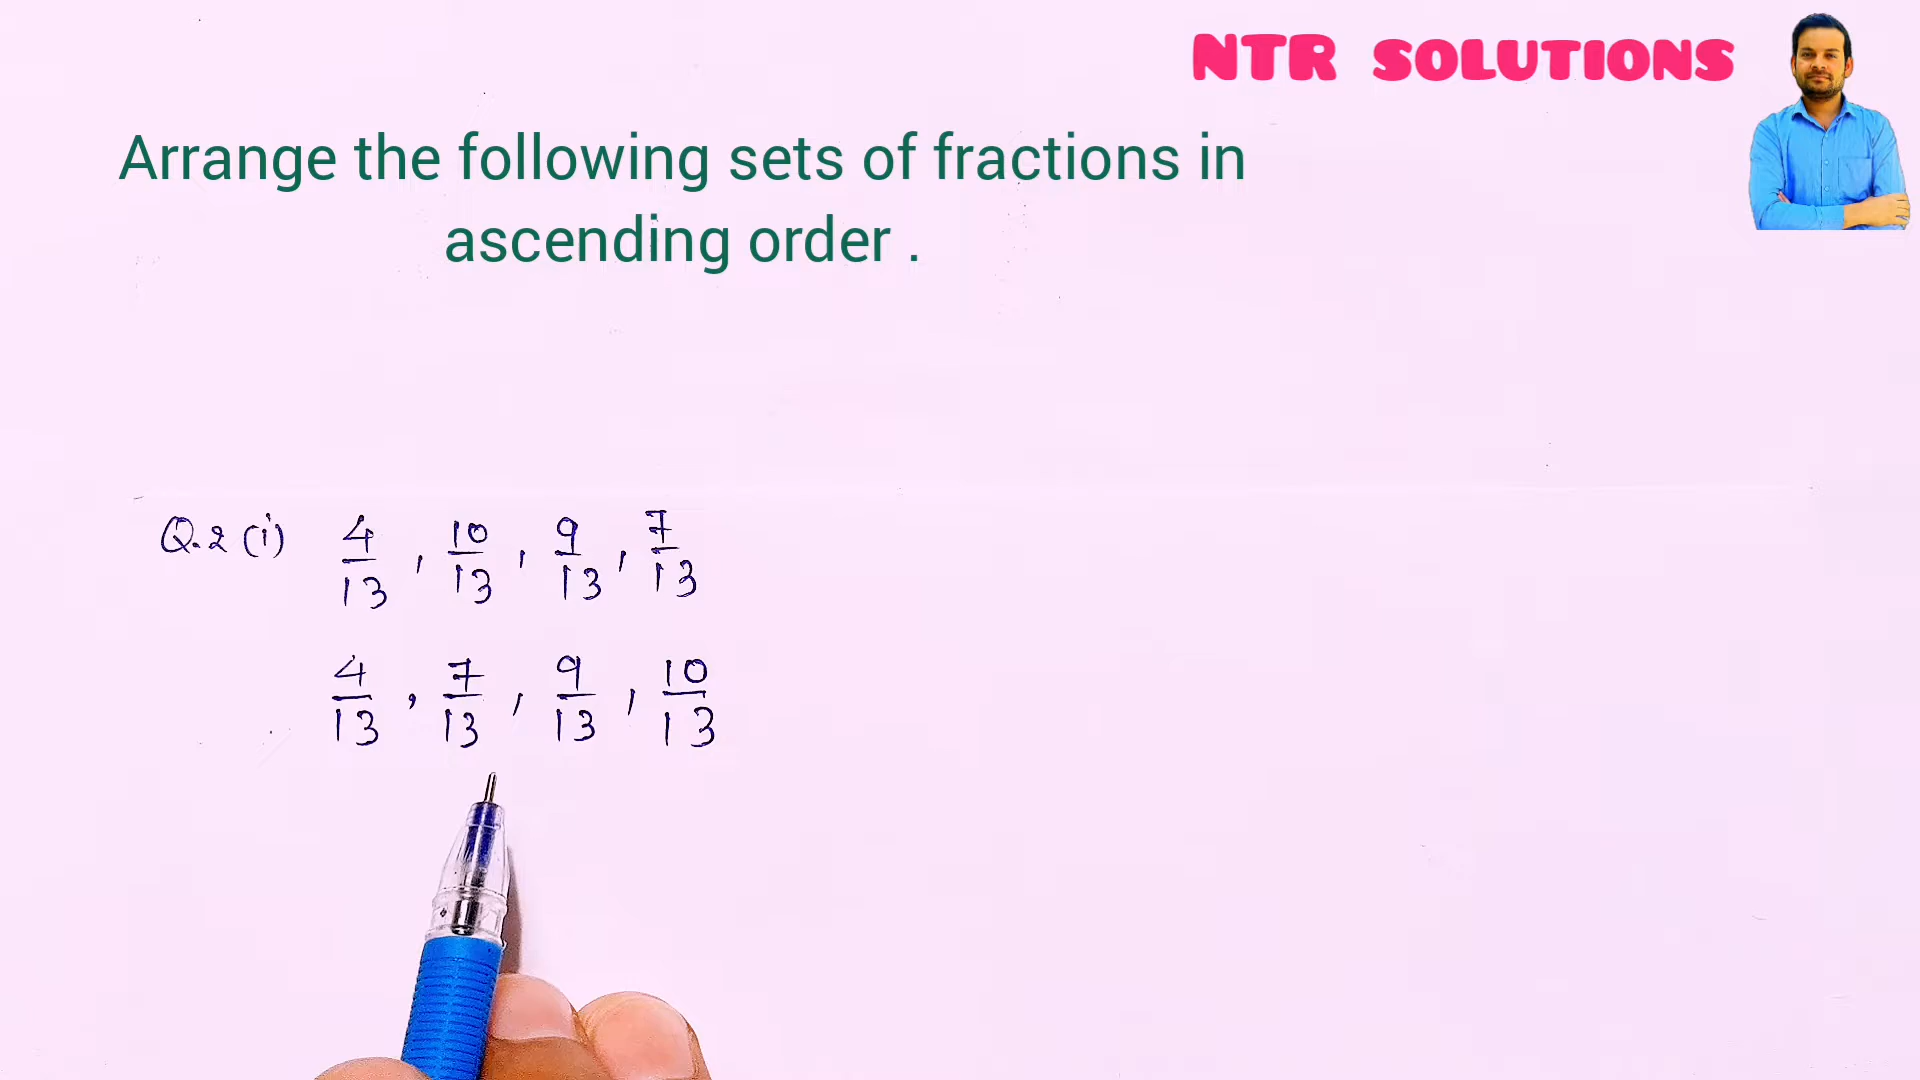 NTR SOLUTIONS
Arrange the following sets of fractions in
ascending order .
Q.2 (i) 4/13 , 10/13 , 9/13 , 7/13
4/13 , 7/13 , 9/13 , 10/13